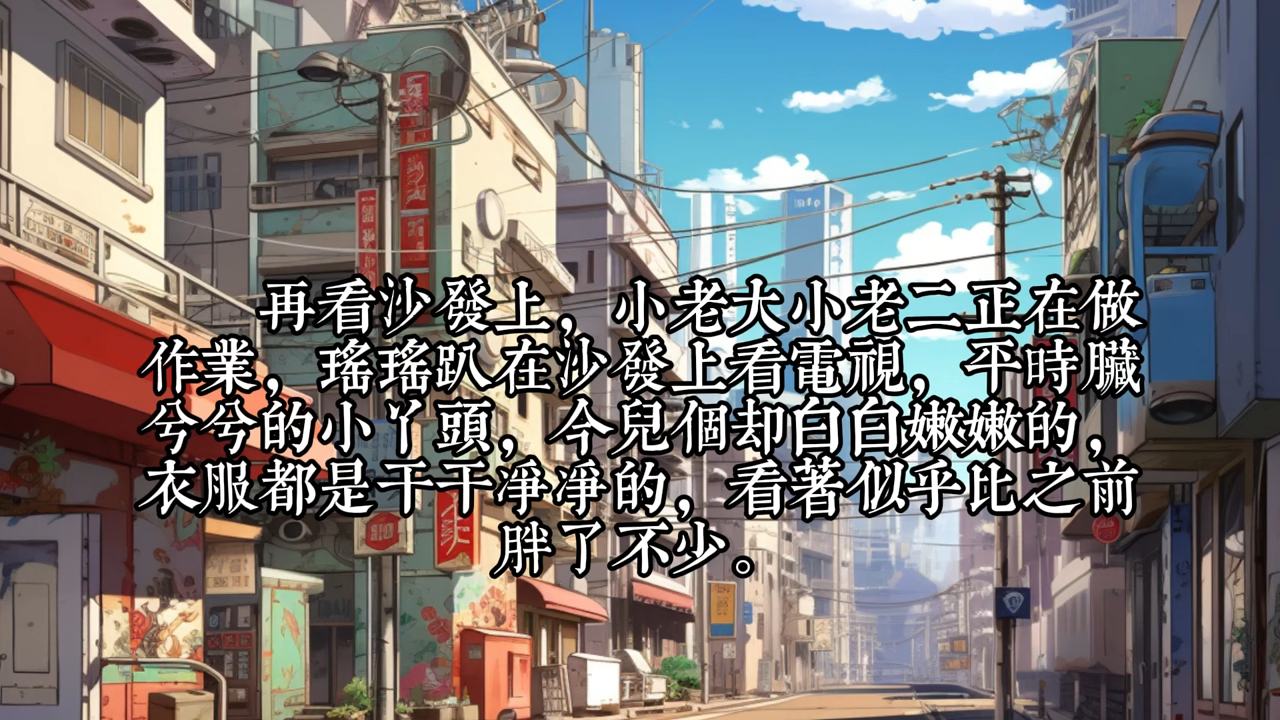 再看沙發上，小老大小老二正在做
作業，瑤瑤趴在沙發上看電視，平時臟
兮兮的小丫頭，今兒個却白白嫩嫩的，
衣服都是干干淨淨的，看著似乎比之前
胖了不少。